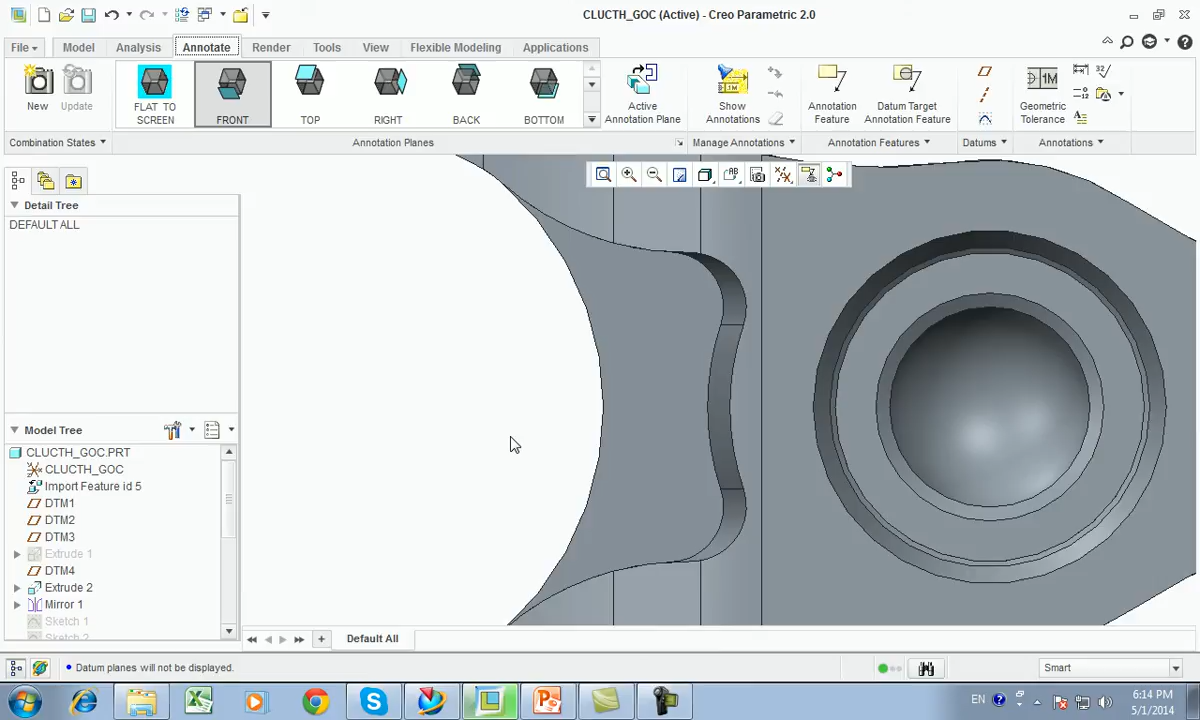 CLUCTH_GOC (Active) - Creo Parametric 2.0
File Model Analysis Annotate Render Tools View Flexible Modeling Applications
New Update FLAT TO SCREEN FRONT TOP RIGHT BACK BOTTOM Active Annotation Plane Show Annotations Annotation Feature Datum Target Annotation Feature Geometric Tolerance
Combination States Annotation Planes Manage Annotations Annotation Features Datums Annotations
Detail Tree
DEFAULT ALL
Model Tree
CLUCTH_GOC.PRT
CLUCTH_GOC
Import Feature id 5
DTM1
DTM2
DTM3
Extrude 1
DTM4
Extrude 2
Mirror 1
Sketch 1
Sketch 2
Default All
Datum planes will not be displayed.
Smart
EN
6:14 PM
5/1/2014